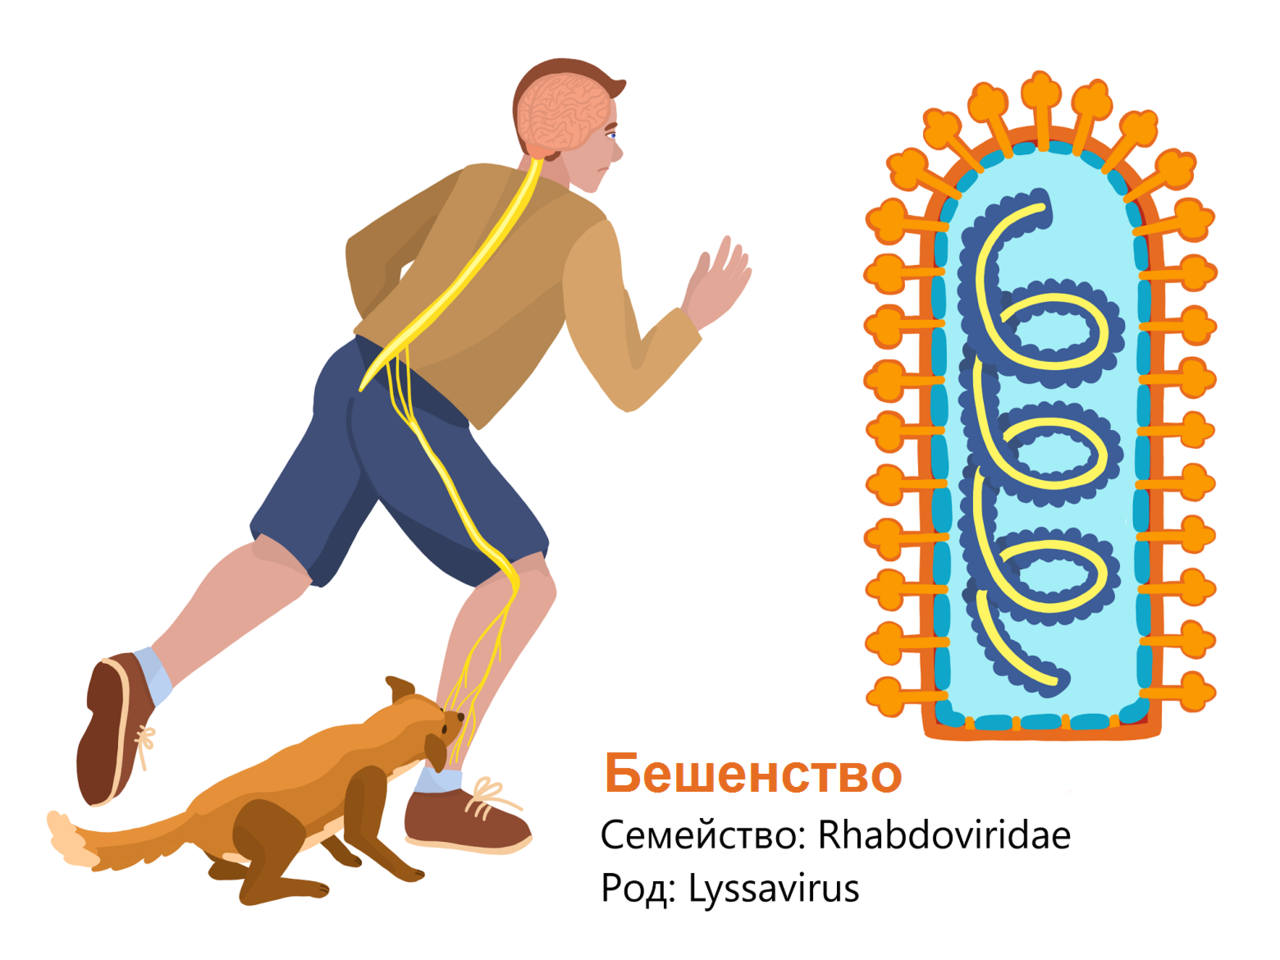 Бешенство
Семейство: Rhabdoviridae
Род: Lyssavirus